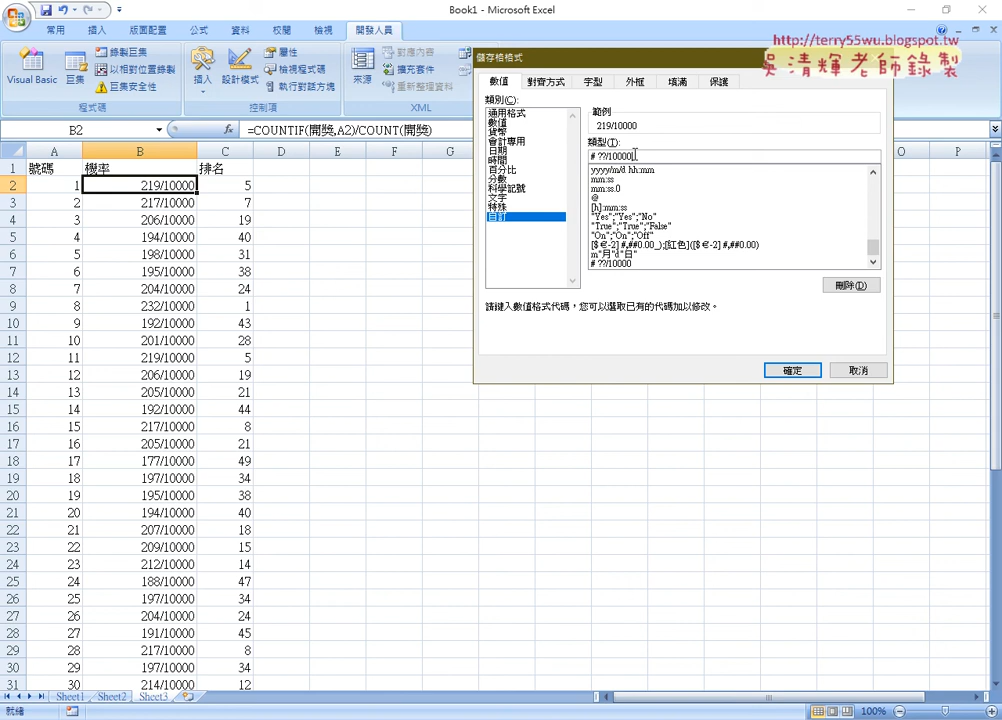 Book1 - Microsoft Excel
常用 插入 版面配置 公式 資料 校閱 檢視 開發人員
http://terry55wu.blogspot.tw
吳清輝老師錄製
Visual Basic
巨集
錄製巨集
以相對位置錄製
巨集安全性
程式碼
插入
設計模式
屬性
檢視程式碼
執行對話方塊
控制項
來源
對應內容
擴充套件
重新整理資料
XML
B2
fx
=COUNTIF(開獎,A2)/COUNT(開獎)
A B C D E F G O P
1 號碼 機率 排名
2 1 219/10000 5
3 2 217/10000 7
4 3 206/10000 19
5 4 194/10000 40
6 5 198/10000 31
7 6 195/10000 38
8 7 204/10000 24
9 8 232/10000 1
10 9 192/10000 43
11 10 201/10000 28
12 11 219/10000 5
13 12 206/10000 19
14 13 205/10000 21
15 14 192/10000 44
16 15 217/10000 8
17 16 205/10000 21
18 17 177/10000 49
19 18 197/10000 34
20 19 195/10000 38
21 20 194/10000 40
22 21 207/10000 18
23 22 209/10000 15
24 23 212/10000 14
25 24 188/10000 47
26 25 197/10000 34
27 26 204/10000 24
28 27 191/10000 45
29 28 217/10000 8
30 29 197/10000 34
31 30 214/10000 12
儲存格格式
數值 對齊方式 字型 外框 填滿 保護
類別(C):
通用格式
數值
貨幣
會計專用
日期
時間
百分比
分數
科學記號
文字
特殊
自訂
範例
219/10000
類型(T):
# ??/10000
yyyy/m/d hh:mm
mm:ss
mm:ss.0
@
[h]:mm:ss
"Yes";"Yes";"No"
"True";"True";"False"
"On";"On";"Off"
[$€-2] #,##0.00_);[紅色]([$€-2] #,##0.00)
m"月"d"日"
# ??/10000
刪除(D)
請鍵入數值格式代碼，您可以選取已有的代碼加以修改。
確定
取消
Sheet1 Sheet2 Sheet3
就緒
100%